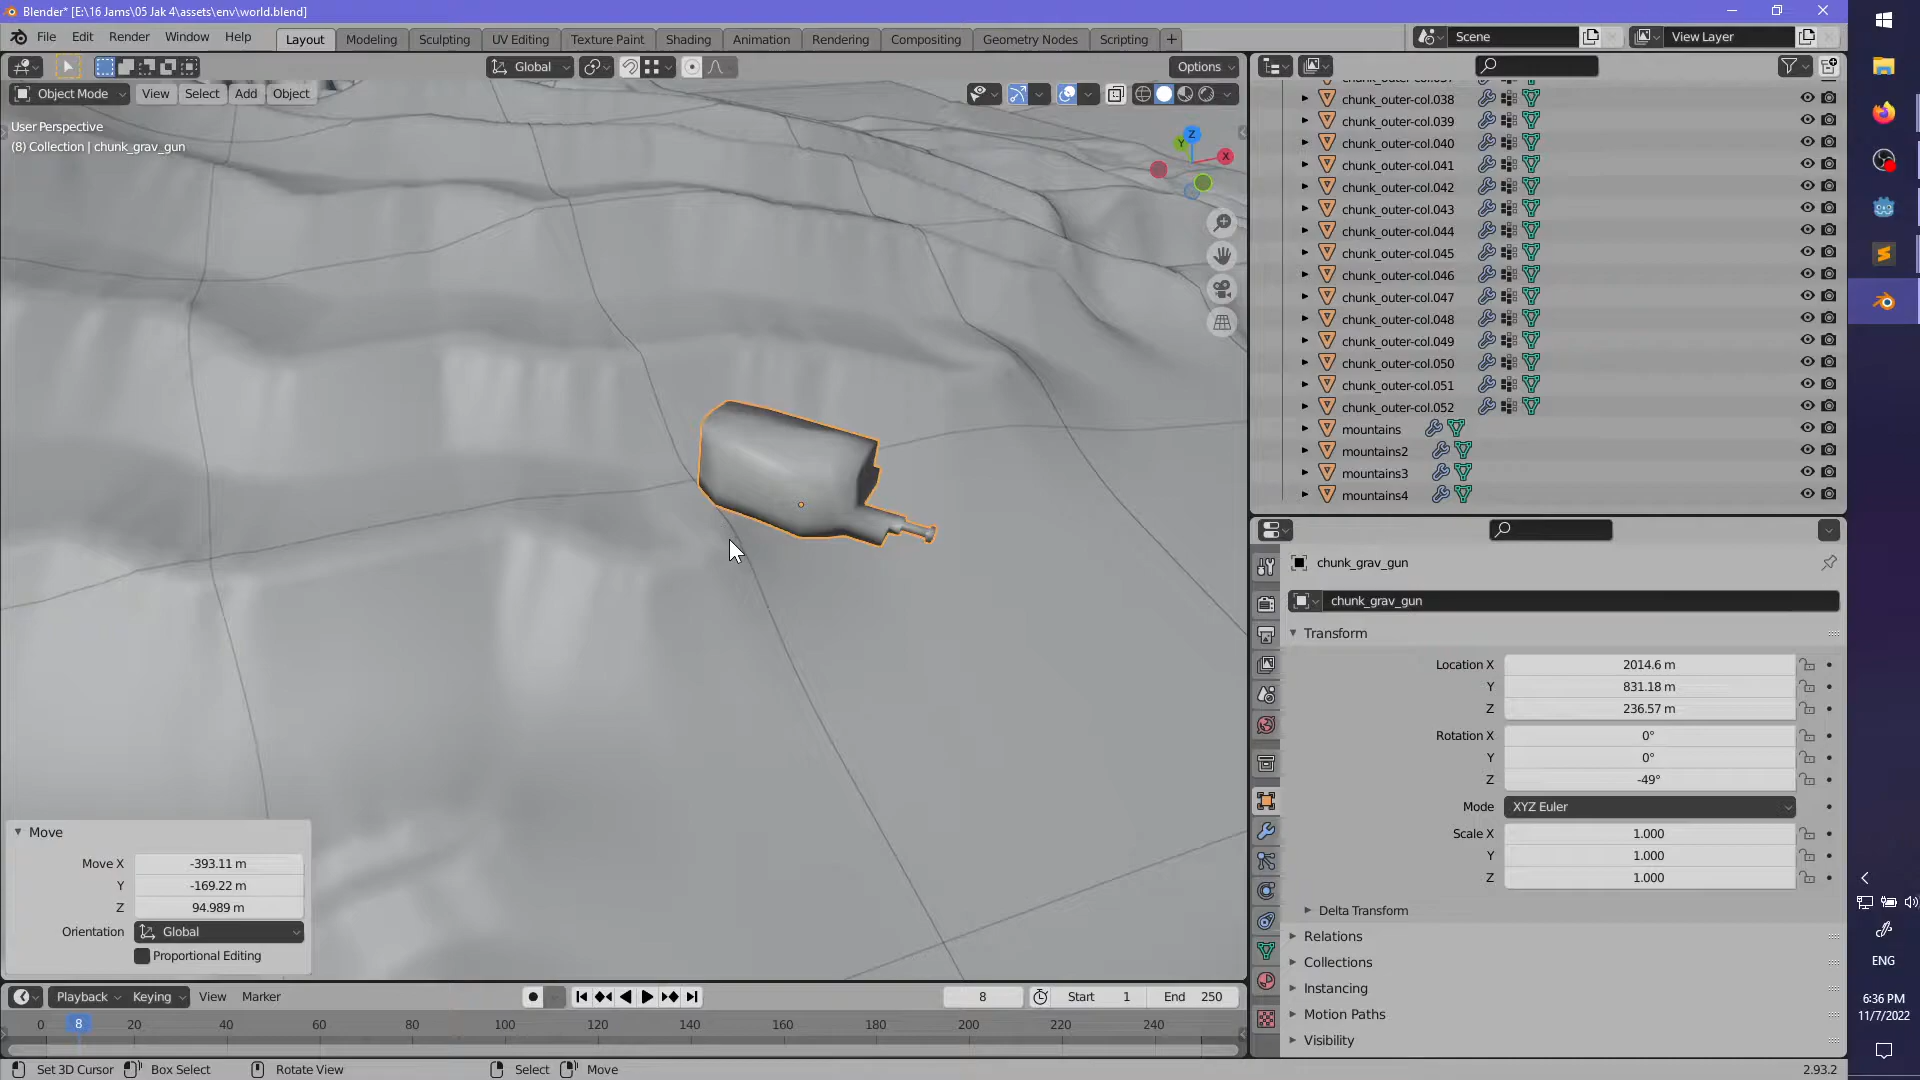 Blender* [E:\16 Jams\05 Jak 4\assets\env\world.blend]
File Edit Render Window Help Layout Modeling Sculpting UV Editing Texture Paint Shading Animation Rendering Compositing Geometry Nodes Scripting + Scene View Layer
Global Options
Object Mode View Select Add Object
User Perspective
(8) Collection | chunk_grav_gun
Z
Y
X
chunk_outer-col.038
chunk_outer-col.039
chunk_outer-col.040
chunk_outer-col.041
chunk_outer-col.042
chunk_outer-col.043
chunk_outer-col.044
chunk_outer-col.045
chunk_outer-col.046
chunk_outer-col.047
chunk_outer-col.048
chunk_outer-col.049
chunk_outer-col.050
chunk_outer-col.051
chunk_outer-col.052
mountains
mountains2
mountains3
mountains4
chunk_grav_gun
chunk_grav_gun
Transform
Location X 2014.6 m
Y 831.18 m
Z 236.57 m
Rotation X 0°
Y 0°
Z -49°
Mode XYZ Euler
Scale X 1.000
Y 1.000
Z 1.000
Delta Transform
Relations
Collections
Instancing
Motion Paths
Visibility
Move
Move X -393.11 m
Y -169.22 m
Z 94.989 m
Orientation Global
Proportional Editing
Playback Keying View Marker 8 Start 1 End 250
0 8 20 40 60 80 100 120 140 160 180 200 220 240
Set 3D Cursor Box Select Rotate View Select Move 2.93.2
ENG
6:36 PM
11/7/2022